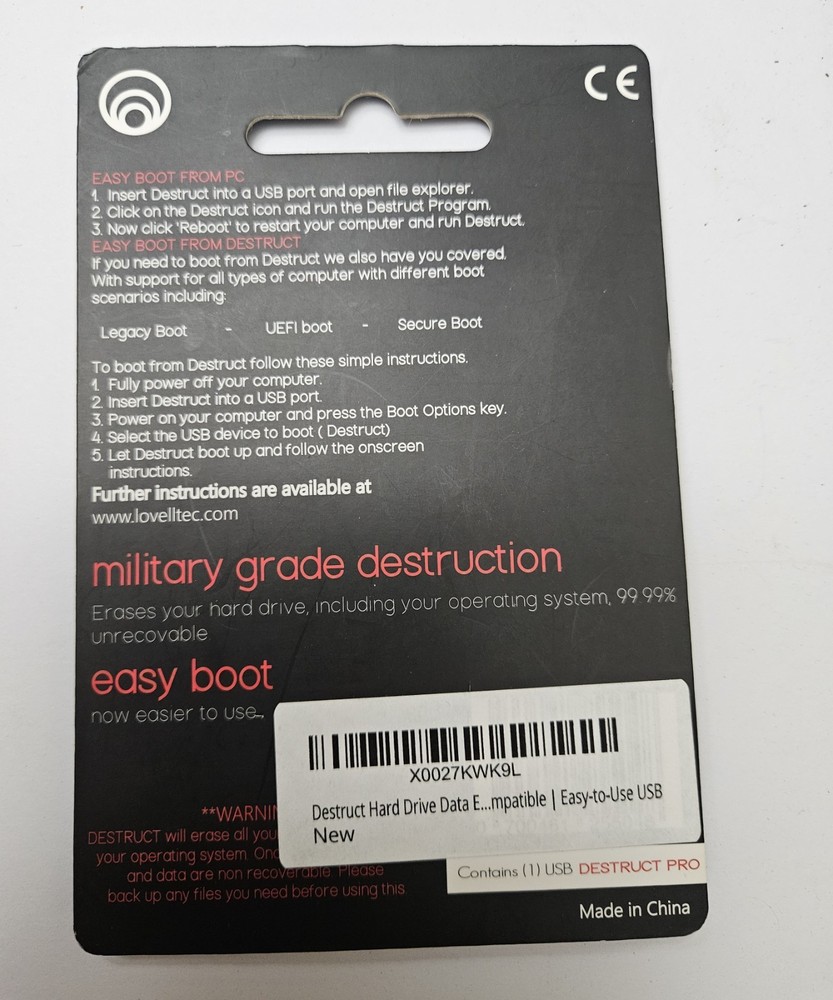 CE
EASY BOOT FROM PC
1. Insert Destruct into a USB port and open file explorer.
2. Click on the Destruct icon and run the Destruct Program.
3. Now click 'Reboot' to restart your computer and run Destruct.
EASY BOOT FROM DESTRUCT
If you need to boot from Destruct we also have you covered.
With support for all types of computer with different boot
scenarios including:
Legacy Boot - UEFI boot - Secure Boot
To boot from Destruct follow these simple instructions.
1. Fully power off your computer.
2. Insert Destruct into a USB port.
3. Power on your computer and press the Boot Options key.
4. Select the USB device to boot ( Destruct)
5. Let Destruct boot up and follow the onscreen
instructions.
Further instructions are available at
www.lovelltec.com
military grade destruction
Erases your hard drive, including your operating system, 99.99%
unrecovable
easy boot
now easier to use..
X0027KWK9L
Destruct Hard Drive Data E...mpatible | Easy-to-Use USB
New
**WARNIN
DESTRUCT will erase all you
your operating system. Onc
and data are non recoverable. Please
back up any files you need before using this.
Contains (1) USB DESTRUCT PRO
Made in China